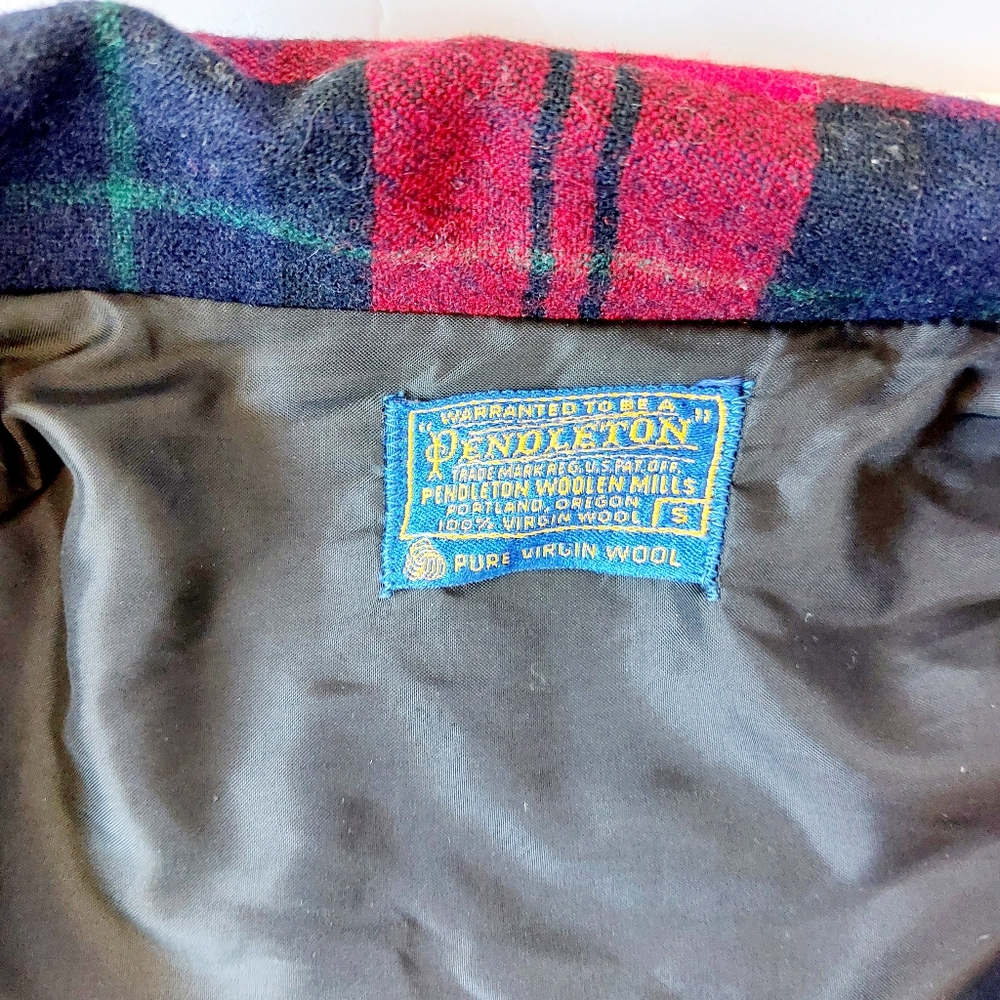 WARRANTED TO BE A
"PENDLETON"
TRADE MARK REG. U.S. PAT. OFF.
PENDLETON WOOLEN MILLS
PORTLAND, OREGON
100% VIRGIN WOOL S
PURE VIRGIN WOOL